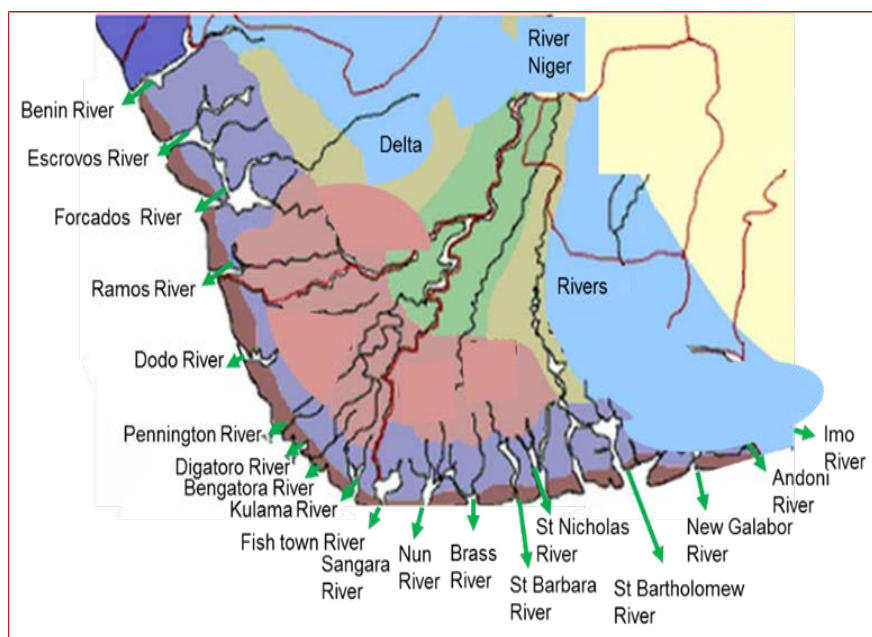 River
Niger
Benin River
Delta
Escrovos River
Forcados River
Ramos River
Rivers
Dodo River
Pennington River
Digatoro River
Bengatora River
Kulama River
Fish town River
Sangara
River
Nun
River
Brass
River
St Nicholas
River
St Barbara
River
St Bartholomew
River
New Galabor
River
Andoni
River
Imo
River